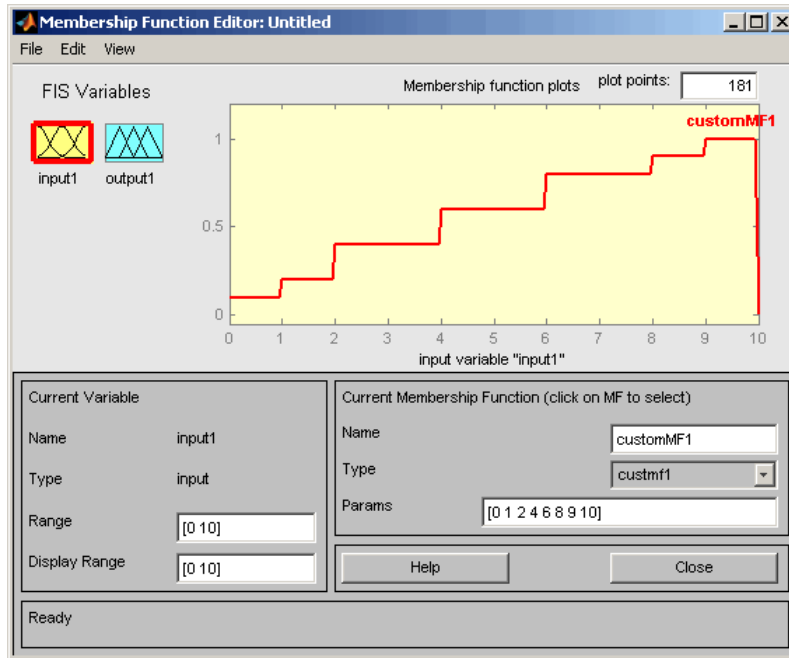 Membership Function Editor: Untitled
File Edit View
FIS Variables
Membership function plots plot points: 181
input1 output1
customMF1
1
0.5
0
0 1 2 3 4 5 6 7 8 9 10
input variable "input1"
Current Variable
Name input1
Type input
Range [0 10]
Display Range [0 10]
Current Membership Function (click on MF to select)
Name customMF1
Type custmf1
Params [0 1 2 4 6 8 9 10]
Help Close
Ready